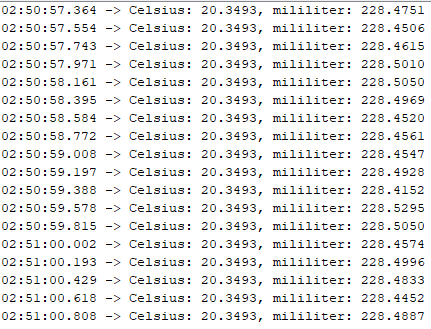 02:50:57.364 -> Celsius: 20.3493, mililiter: 228.4751
02:50:57.554 -> Celsius: 20.3493, mililiter: 228.4506
02:50:57.743 -> Celsius: 20.3493, mililiter: 228.4615
02:50:57.971 -> Celsius: 20.3493, mililiter: 228.5010
02:50:58.161 -> Celsius: 20.3493, mililiter: 228.5050
02:50:58.395 -> Celsius: 20.3493, mililiter: 228.4969
02:50:58.584 -> Celsius: 20.3493, mililiter: 228.4520
02:50:58.772 -> Celsius: 20.3493, mililiter: 228.4561
02:50:59.008 -> Celsius: 20.3493, mililiter: 228.4547
02:50:59.197 -> Celsius: 20.3493, mililiter: 228.4928
02:50:59.388 -> Celsius: 20.3493, mililiter: 228.4152
02:50:59.578 -> Celsius: 20.3493, mililiter: 228.5295
02:50:59.815 -> Celsius: 20.3493, mililiter: 228.5050
02:51:00.002 -> Celsius: 20.3493, mililiter: 228.4574
02:51:00.193 -> Celsius: 20.3493, mililiter: 228.4996
02:51:00.429 -> Celsius: 20.3493, mililiter: 228.4833
02:51:00.618 -> Celsius: 20.3493, mililiter: 228.4452
02:51:00.808 -> Celsius: 20.3493, mililiter: 228.4887